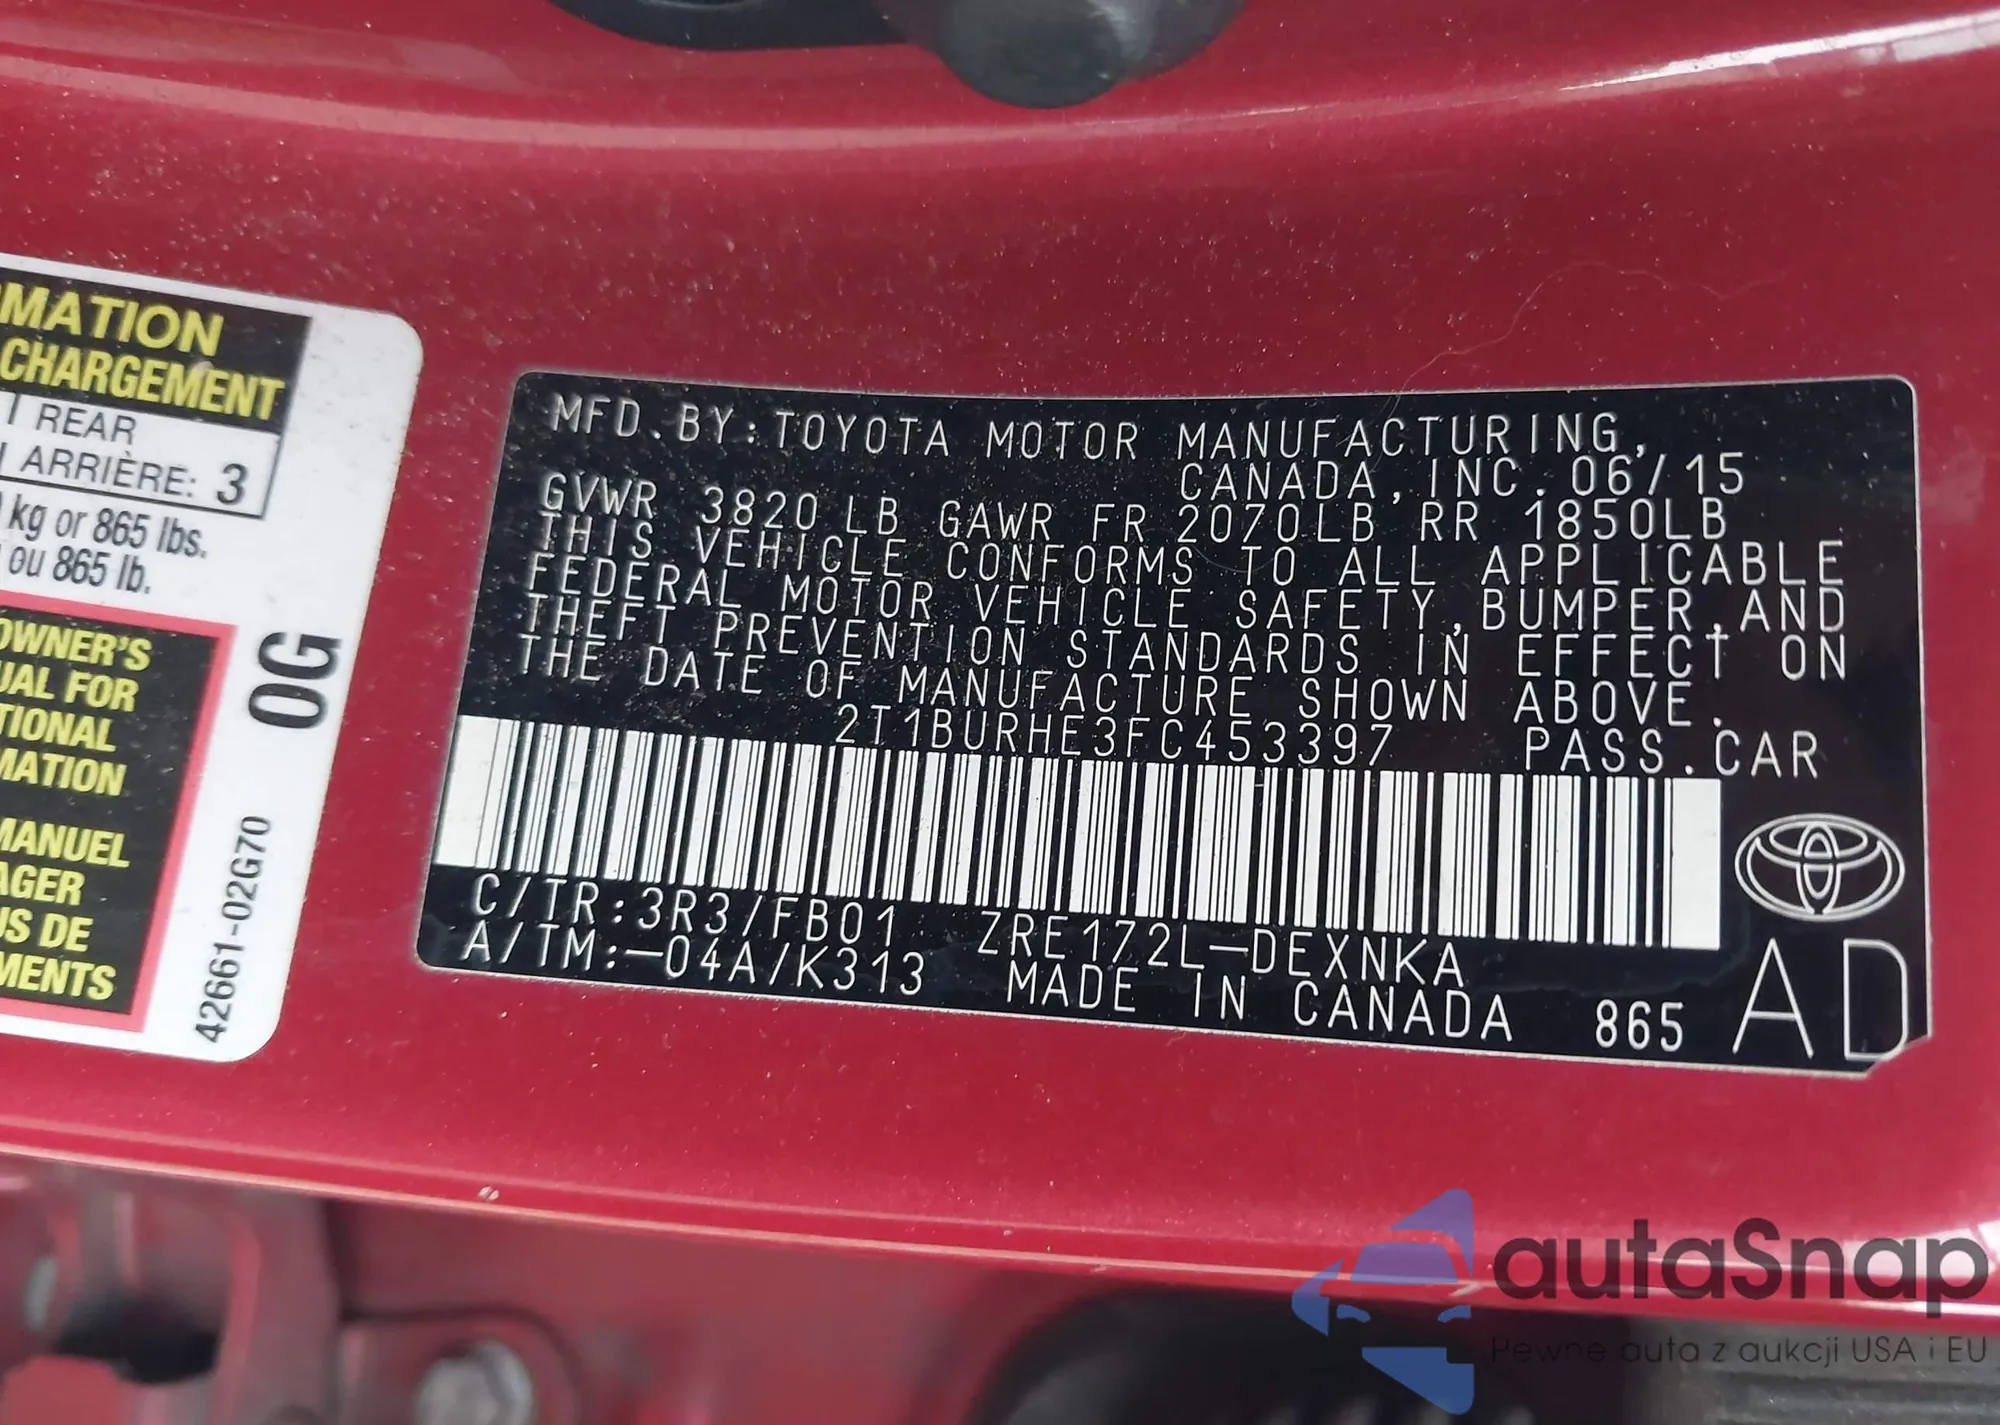 MATION
CHARGEMENT
1 REAR
ARRIÈRE: 3
kg or 865 lbs.
ou 865 lb.
OWNER'S
UAL FOR
TIONAL
MATION
MANUEL
AGER
US DE
MENTS
0G
42661-02G70
MFD.BY:TOYOTA MOTOR MANUFACTURING,
CANADA,INC.06/15
GVWR 3820LB GAWR FR 2070LB RR 1850LB
THIS VEHICLE CONFORMS TO ALL APPLICABLE
FEDERAL MOTOR VEHICLE SAFETY,BUMPER,AND
THEFT PREVENTION STANDARDS IN EFFECT ON
THE DATE OF MANUFACTURE SHOWN ABOVE.
2T1BURHE3FC453397 PASS.CAR
C/TR:3R3/FB01 ZRE172L-DEXNKA
A/TM:-04A/K313 MADE IN CANADA 865
AD
autaSnap
Pewne auta z aukcji USA i EU